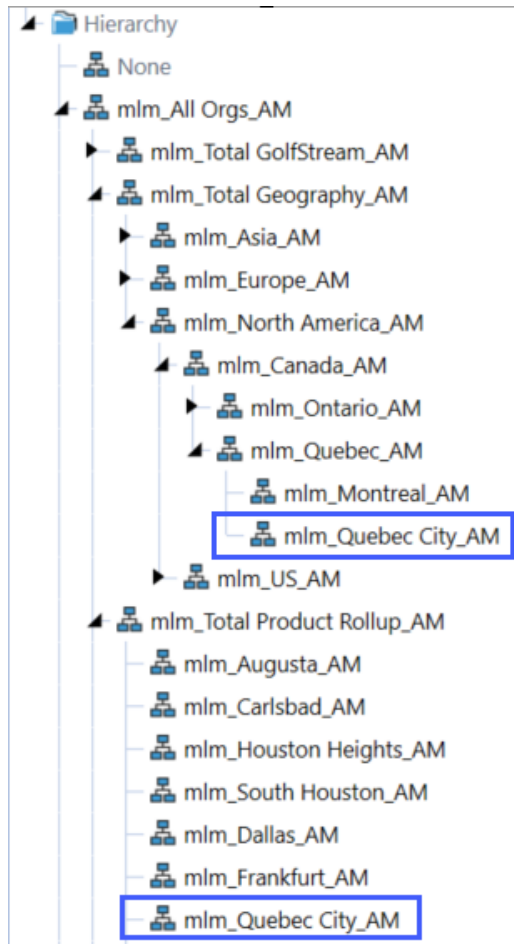 Hierarchy
None
mlm_All Orgs_AM
mlm_Total GolfStream_AM
mlm_Total Geography_AM
mlm_Asia_AM
mlm_Europe_AM
mlm_North America_AM
mlm_Canada_AM
mlm_Ontario_AM
mlm_Quebec_AM
mlm_Montreal_AM
mlm_Quebec City_AM
mlm_US_AM
mlm_Total Product Rollup_AM
mlm_Augusta_AM
mlm_Carlsbad_AM
mlm_Houston Heights_AM
mlm_South Houston_AM
mlm_Dallas_AM
mlm_Frankfurt_AM
mlm_Quebec City_AM